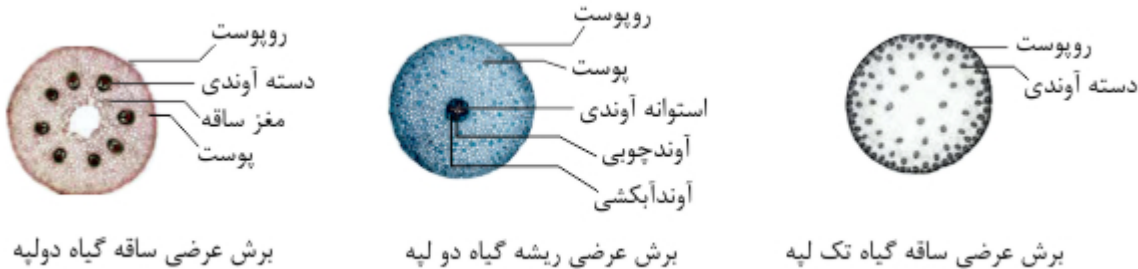 روپوست
دسته آوندی
روپوست
پوست
استوانه آوندی
آوندچوبی
آوندآبکشی
روپوست
دسته آوندی
مغز ساقه
پوست
برش عرضی ساقه گیاه تک لپه
برش عرضی ریشه گیاه دو لپه
برش عرضی ساقه گیاه دولپه